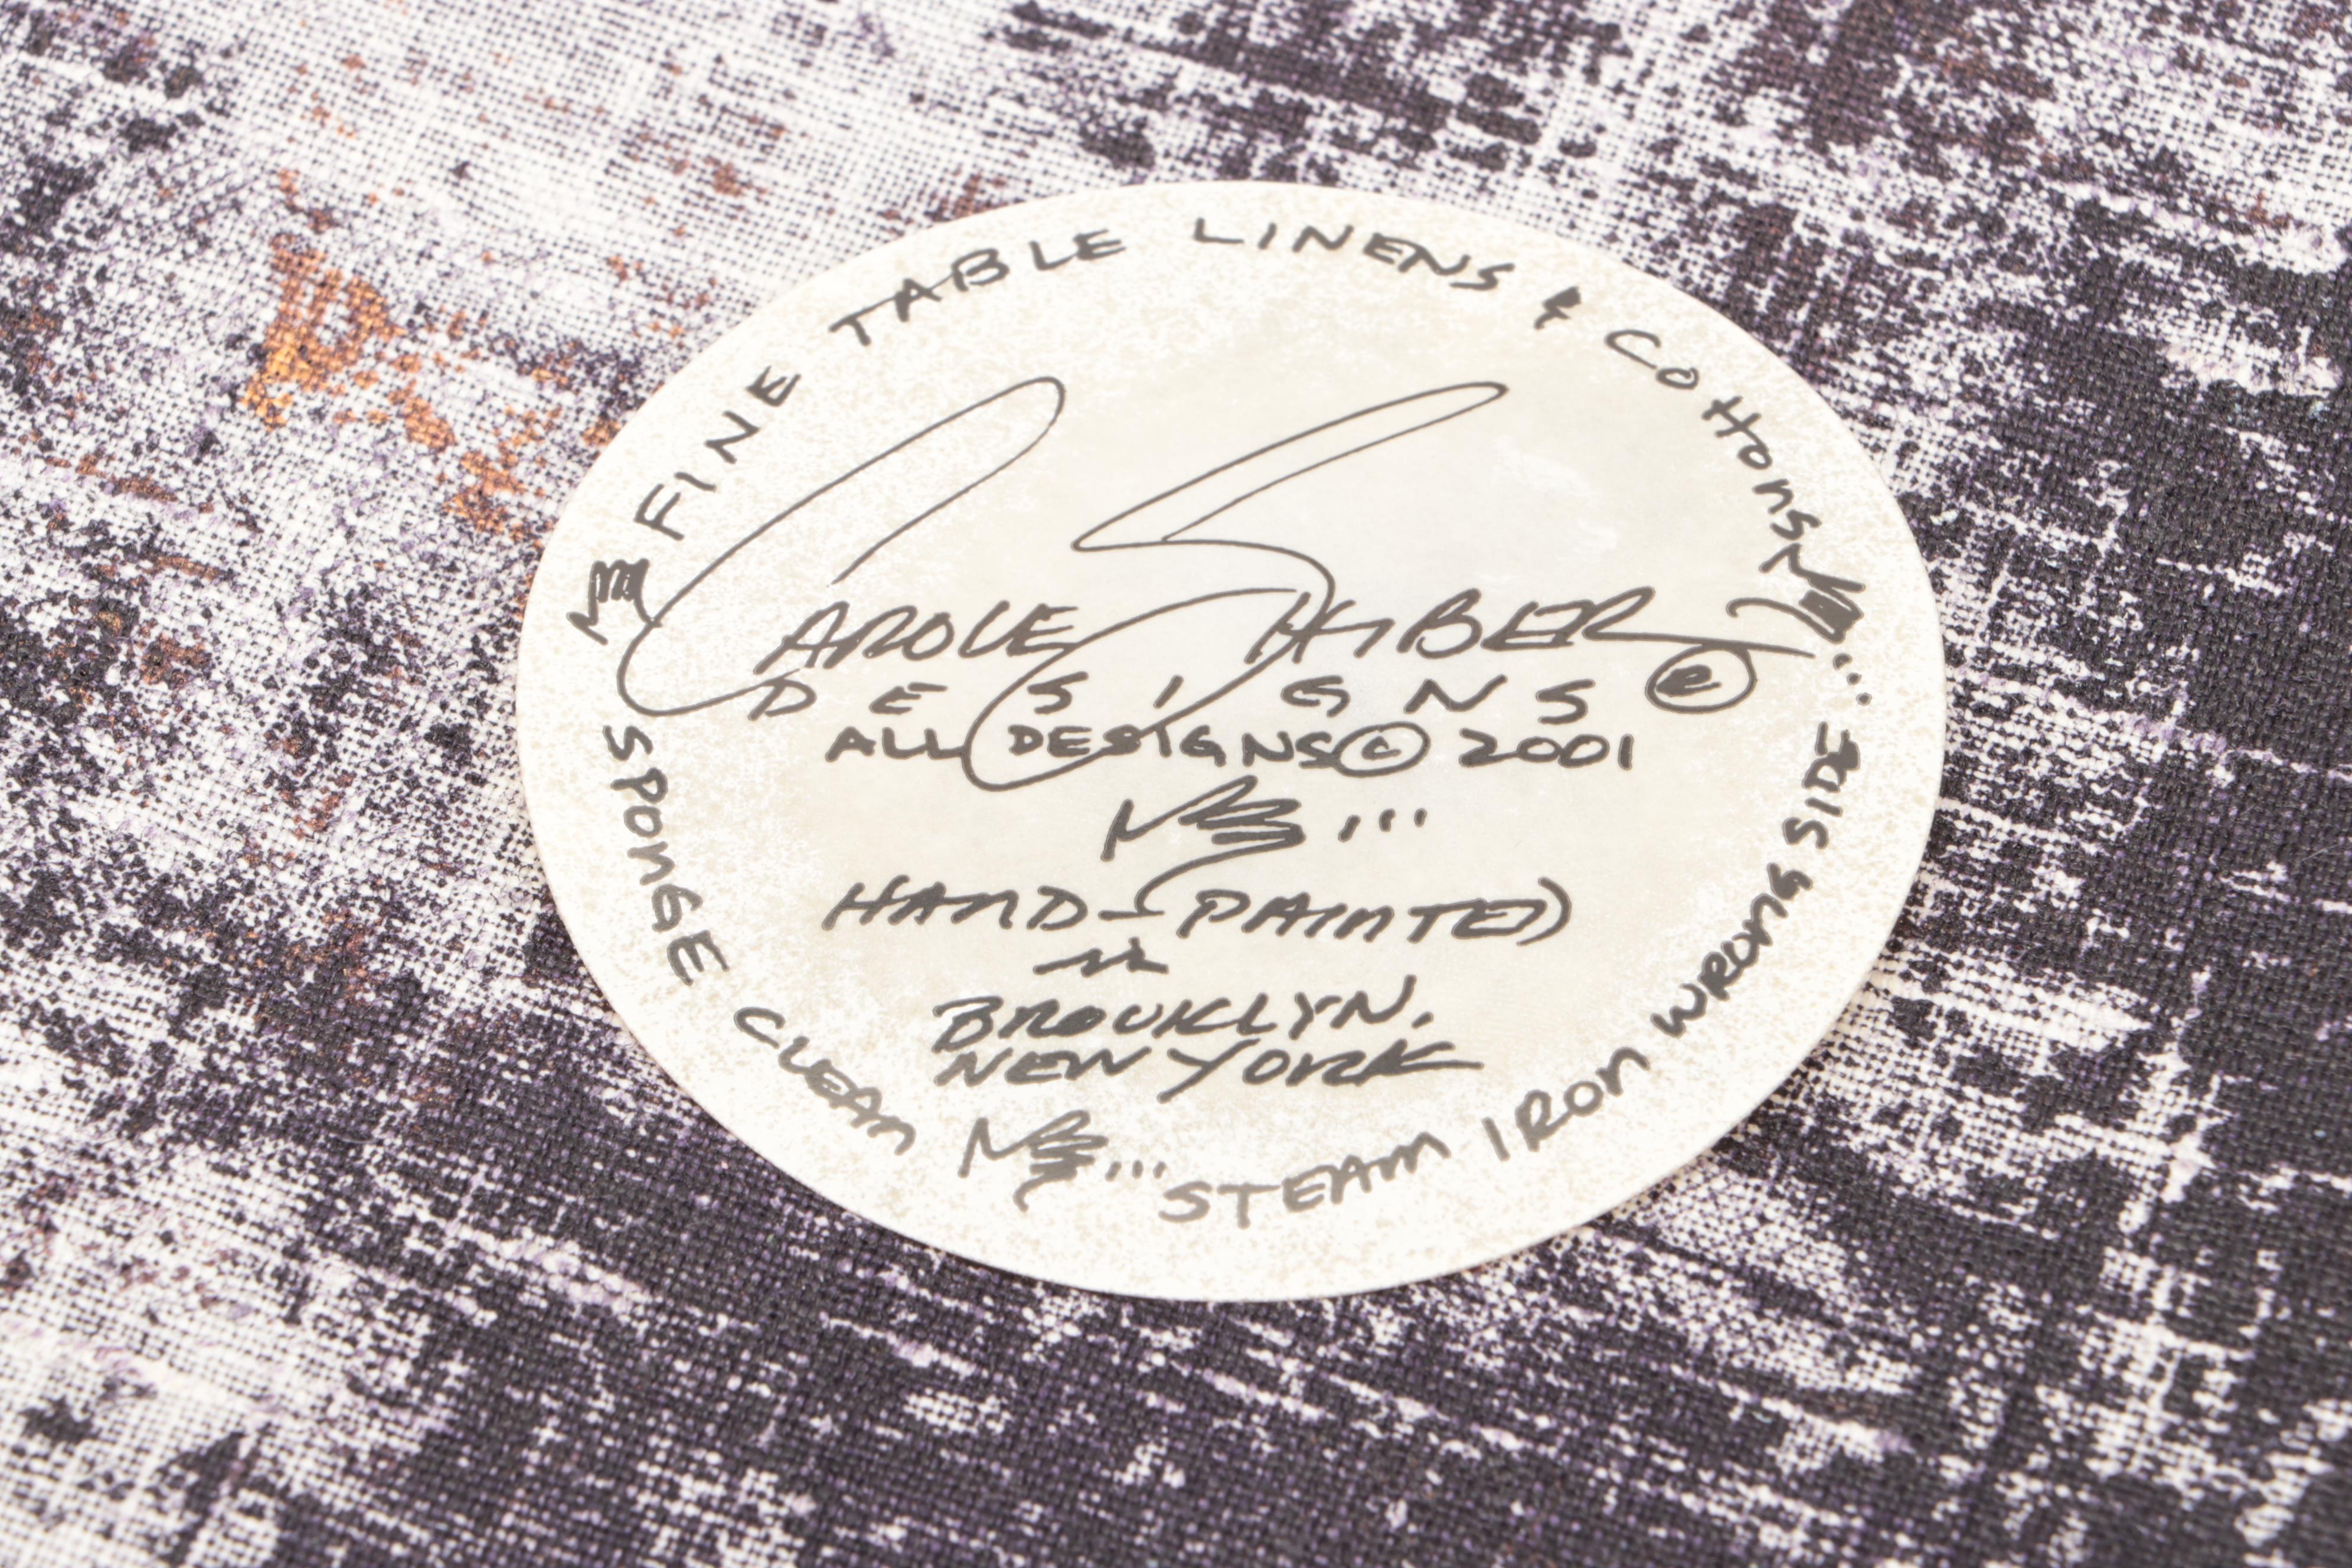 FINE TABLE LINENS & Cottons
CAROLE SHIBER ®
DESIGNS
ALL DESIGNS © 2001
HAND-PAINTED
in
BROOKLYN,
NEW YORK
SPONGE CLEAN ... STEAM IRON WRONG SIDE ...